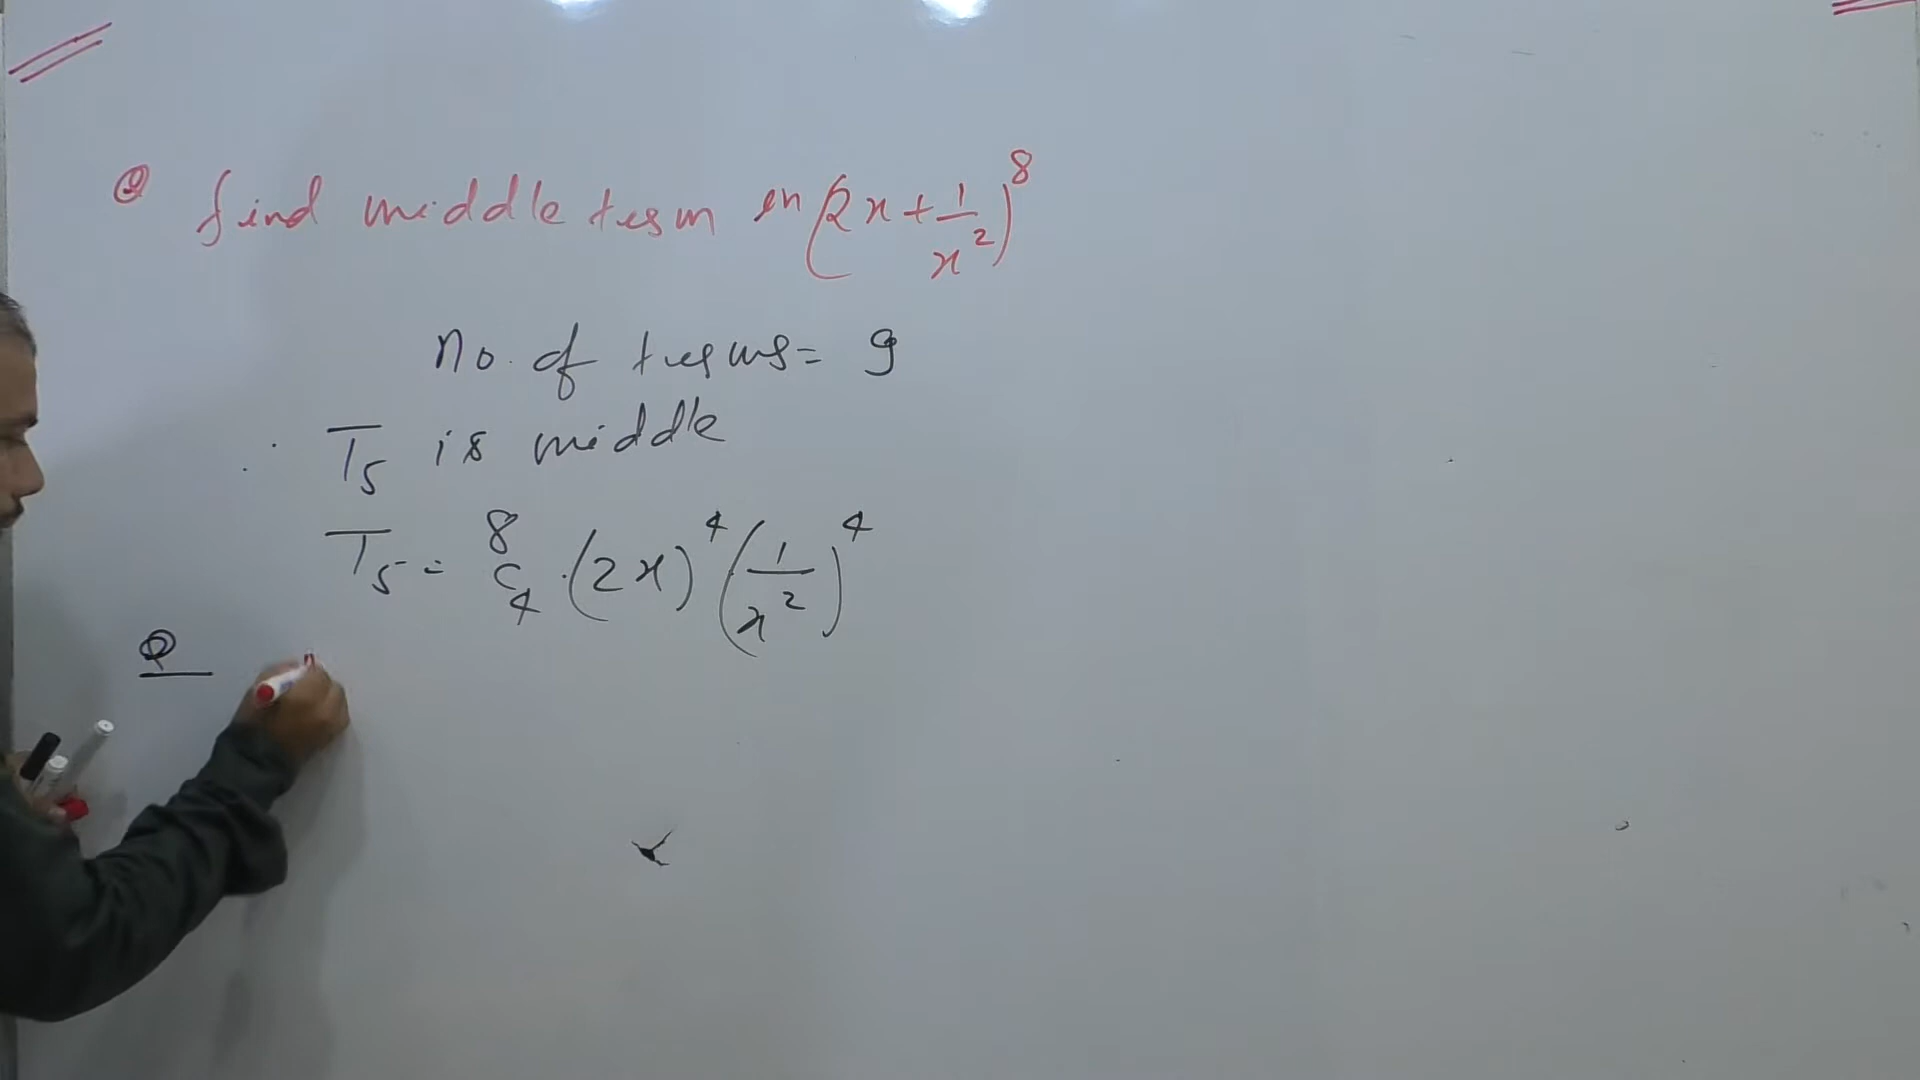 Q find middle term in (2x + 1/x²)⁸
no. of terms = 9
∴ T₅ is middle
T₅ = ⁸C₄ · (2x)⁴ (1/x²)⁴
Q